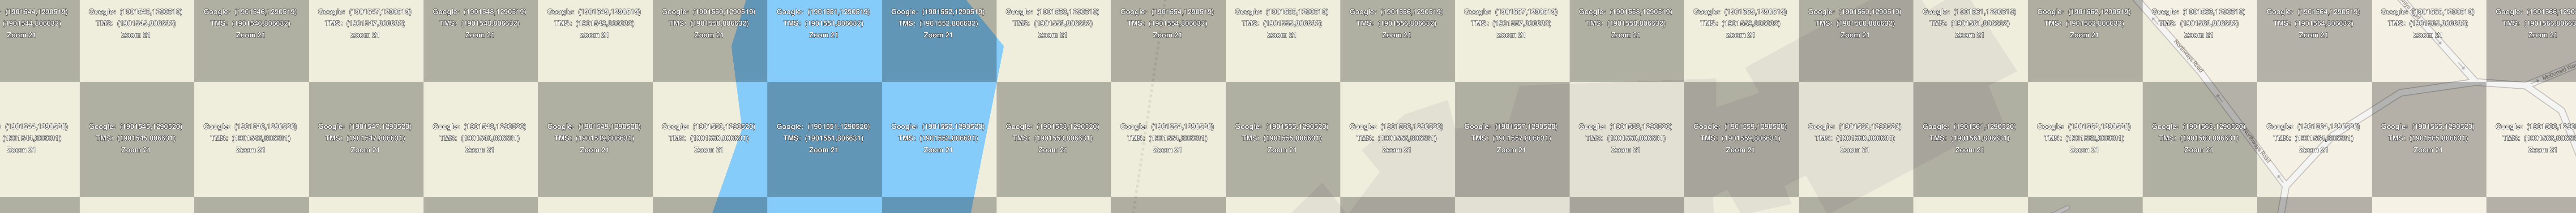 (1901544,1290519)
(1901544,806632)
Zoom 21
Google: (1901545,1290519)
TMS: (1901545,806632)
Zoom 21
Google: (1901546,1290519)
TMS: (1901546,806632)
Zoom 21
Google: (1901547,1290519)
TMS: (1901547,806632)
Zoom 21
Google: (1901548,1290519)
TMS: (1901548,806632)
Zoom 21
Google: (1901549,1290519)
TMS: (1901549,806632)
Zoom 21
Google: (1901550,1290519)
TMS: (1901550,806632)
Zoom 21
Google: (1901551,1290519)
TMS: (1901551,806632)
Zoom 21
Google: (1901552,1290519)
TMS: (1901552,806632)
Zoom 21
Google: (1901553,1290519)
TMS: (1901553,806632)
Zoom 21
Google: (1901554,1290519)
TMS: (1901554,806632)
Zoom 21
Google: (1901555,1290519)
TMS: (1901555,806632)
Zoom 21
Google: (1901556,1290519)
TMS: (1901556,806632)
Zoom 21
Google: (1901557,1290519)
TMS: (1901557,806632)
Zoom 21
Google: (1901558,1290519)
TMS: (1901558,806632)
Zoom 21
Google: (1901559,1290519)
TMS: (1901559,806632)
Zoom 21
Google: (1901560,1290519)
TMS: (1901560,806632)
Zoom 21
Google: (1901561,1290519)
TMS: (1901561,806632)
Zoom 21
Google: (1901562,1290519)
TMS: (1901562,806632)
Zoom 21
Google: (1901563,1290519)
TMS: (1901563,806632)
Zoom 21
Northways Road
Google: (1901564,1290519)
TMS: (1901564,806632)
Zoom 21
Google: (1901565,1290519)
TMS: (1901565,806632)
Zoom 21
Google: (1901566,1290
TMS: (1901566,8066
Zoom 21
McDonald Roa
: (1901544,1290520)
(1901544,806631)
Zoom 21
Google: (1901545,1290520)
TMS: (1901545,806631)
Zoom 21
Google: (1901546,1290520)
TMS: (1901546,806631)
Zoom 21
Google: (1901547,1290520)
TMS: (1901547,806631)
Zoom 21
Google: (1901548,1290520)
TMS: (1901548,806631)
Zoom 21
Google: (1901549,1290520)
TMS: (1901549,806631)
Zoom 21
Google: (1901550,1290520)
TMS: (1901550,806631)
Zoom 21
Google: (1901551,1290520)
TMS: (1901551,806631)
Zoom 21
Google: (1901552,1290520)
TMS: (1901552,806631)
Zoom 21
Google: (1901553,1290520)
TMS: (1901553,806631)
Zoom 21
Google: (1901554,1290520)
TMS: (1901554,806631)
Zoom 21
Google: (1901555,1290520)
TMS: (1901555,806631)
Zoom 21
Google: (1901556,1290520)
TMS: (1901556,806631)
Zoom 21
Google: (1901557,1290520)
TMS: (1901557,806631)
Zoom 21
Google: (1901558,1290520)
TMS: (1901558,806631)
Zoom 21
Google: (1901559,1290520)
TMS: (1901559,806631)
Zoom 21
Google: (1901560,1290520)
TMS: (1901560,806631)
Zoom 21
Google: (1901561,1290520)
TMS: (1901561,806631)
Zoom 21
Google: (1901562,1290520)
TMS: (1901562,806631)
Zoom 21
Google: (1901563,1290520)
TMS: (1901563,806631)
Zoom 21
Northways Road
Google: (1901564,1290520)
TMS: (1901564,806631)
Zoom 21
Google: (1901565,1290520)
TMS: (1901565,806631)
Zoom 21
Google: (1901566,1290
TMS: (1901566,8066
Zoom 21